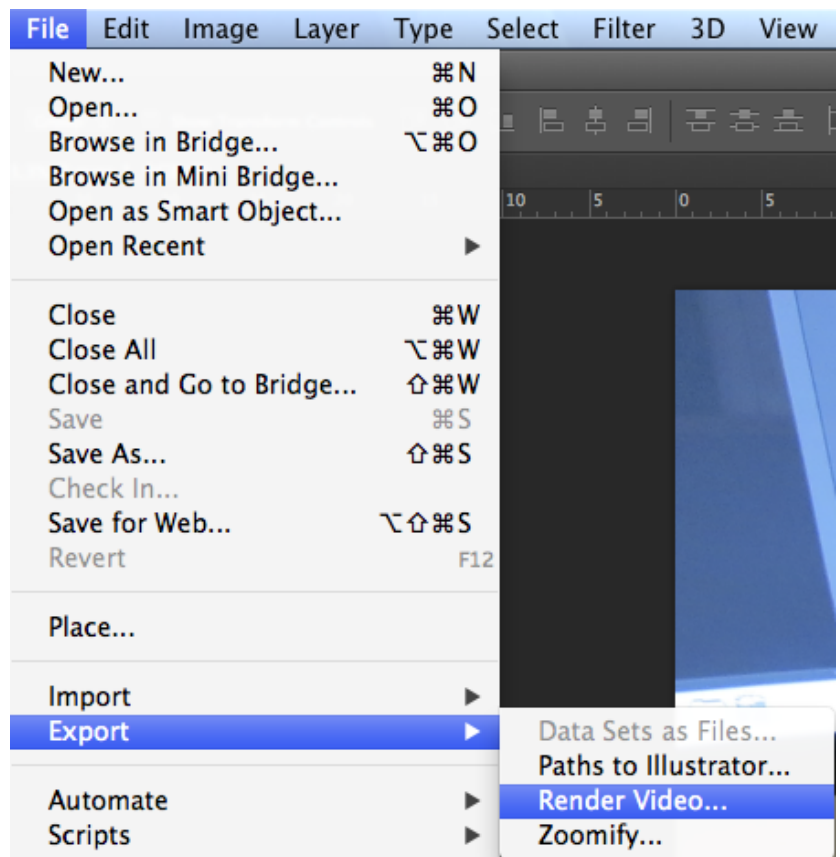 File Edit Image Layer Type Select Filter 3D View
New... ⌘N
Open... ⌘O
Browse in Bridge... ⌥⌘O
Browse in Mini Bridge...
Open as Smart Object...
Open Recent ▶
10 5 0 5
Close ⌘W
Close All ⌥⌘W
Close and Go to Bridge... ⇧⌘W
Save ⌘S
Save As... ⇧⌘S
Check In...
Save for Web... ⌥⇧⌘S
Revert F12
Place...
Import ▶
Export ▶
Data Sets as Files...
Paths to Illustrator...
Render Video...
Zoomify...
Automate ▶
Scripts ▶